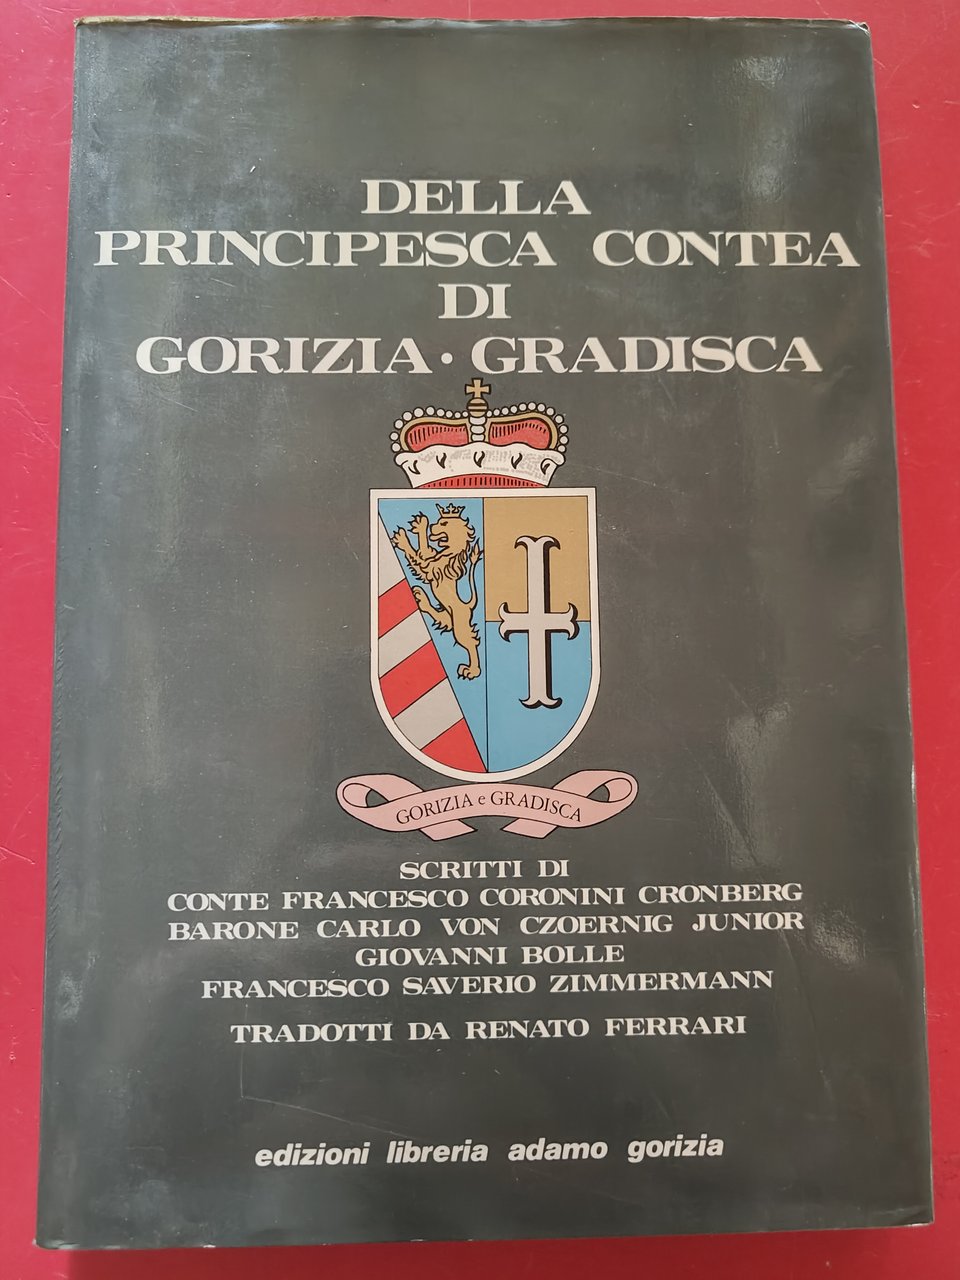 DELLA
PRINCIPESCA CONTEA
DI
GORIZIA · GRADISCA
GORIZIA e GRADISCA
SCRITTI DI
CONTE FRANCESCO CORONINI CRONBERG
BARONE CARLO VON CZOERNIG JUNIOR
GIOVANNI BOLLE
FRANCESCO SAVERIO ZIMMERMANN
TRADOTTI DA RENATO FERRARI
edizioni libreria adamo gorizia